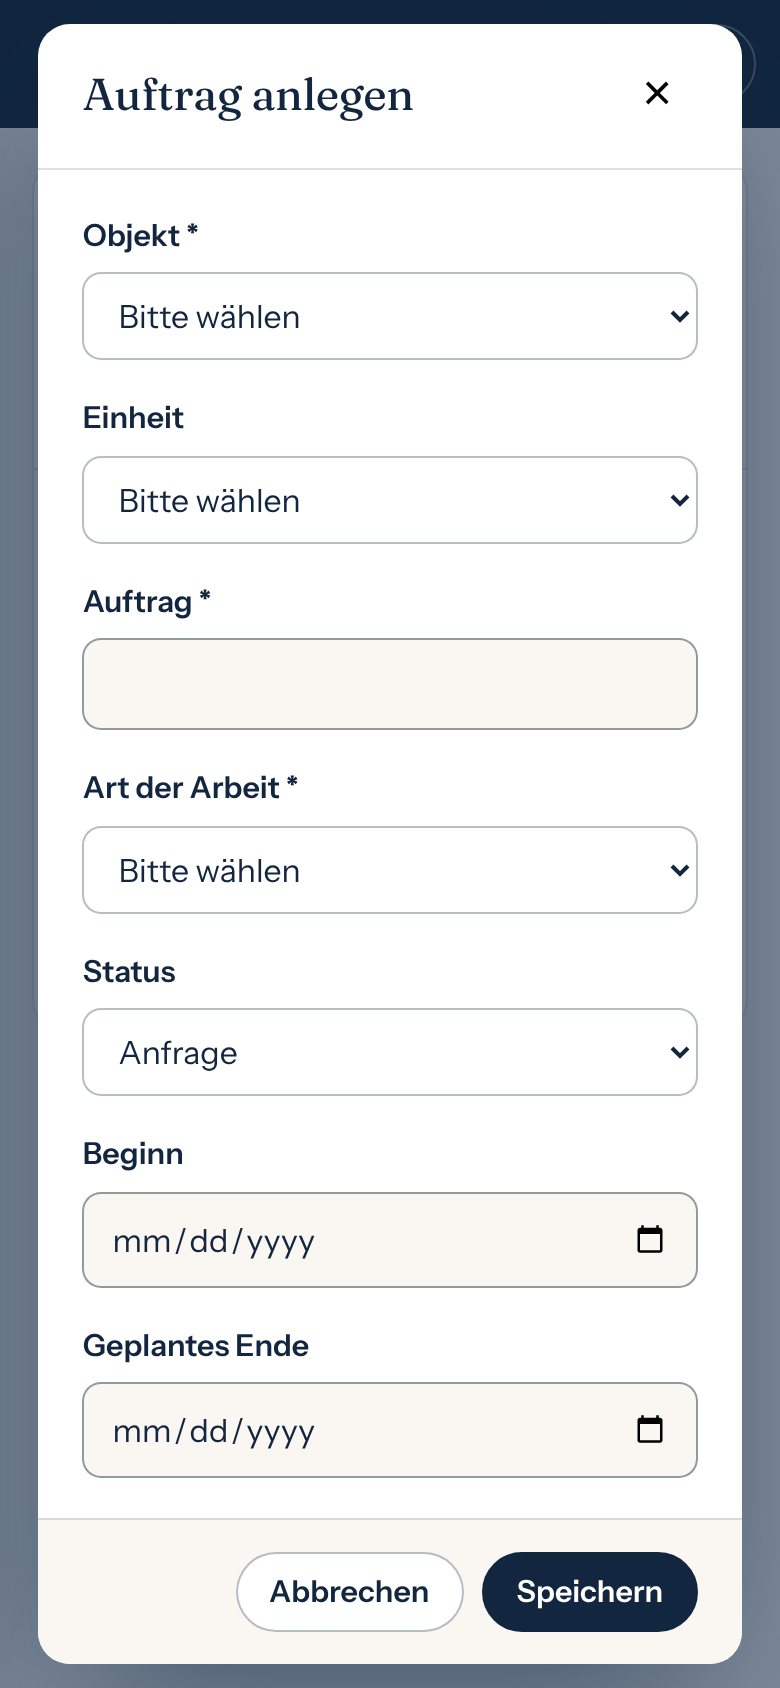 Auftrag anlegen
Objekt *
Bitte wählen
Einheit
Bitte wählen
Auftrag *
Art der Arbeit *
Bitte wählen
Status
Anfrage
Beginn
mm/dd/yyyy
Geplantes Ende
mm/dd/yyyy
Abbrechen Speichern